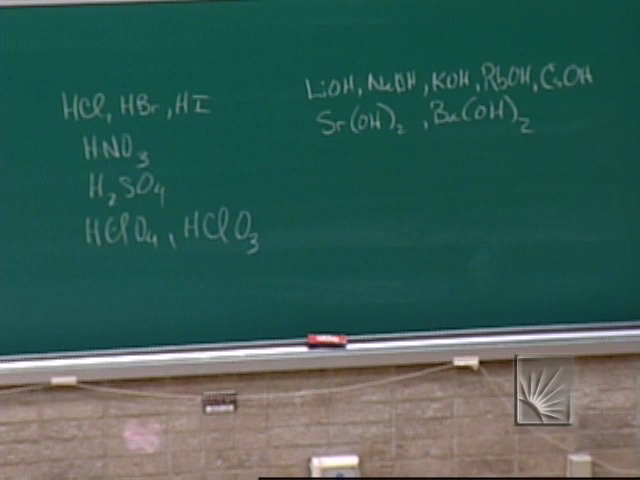 HCl, HBr, HI
HNO₃
H₂SO₄
HClO₄, HClO₃
LiOH, NaOH, KOH, RbOH, CsOH
Sr(OH)₂, Ba(OH)₂